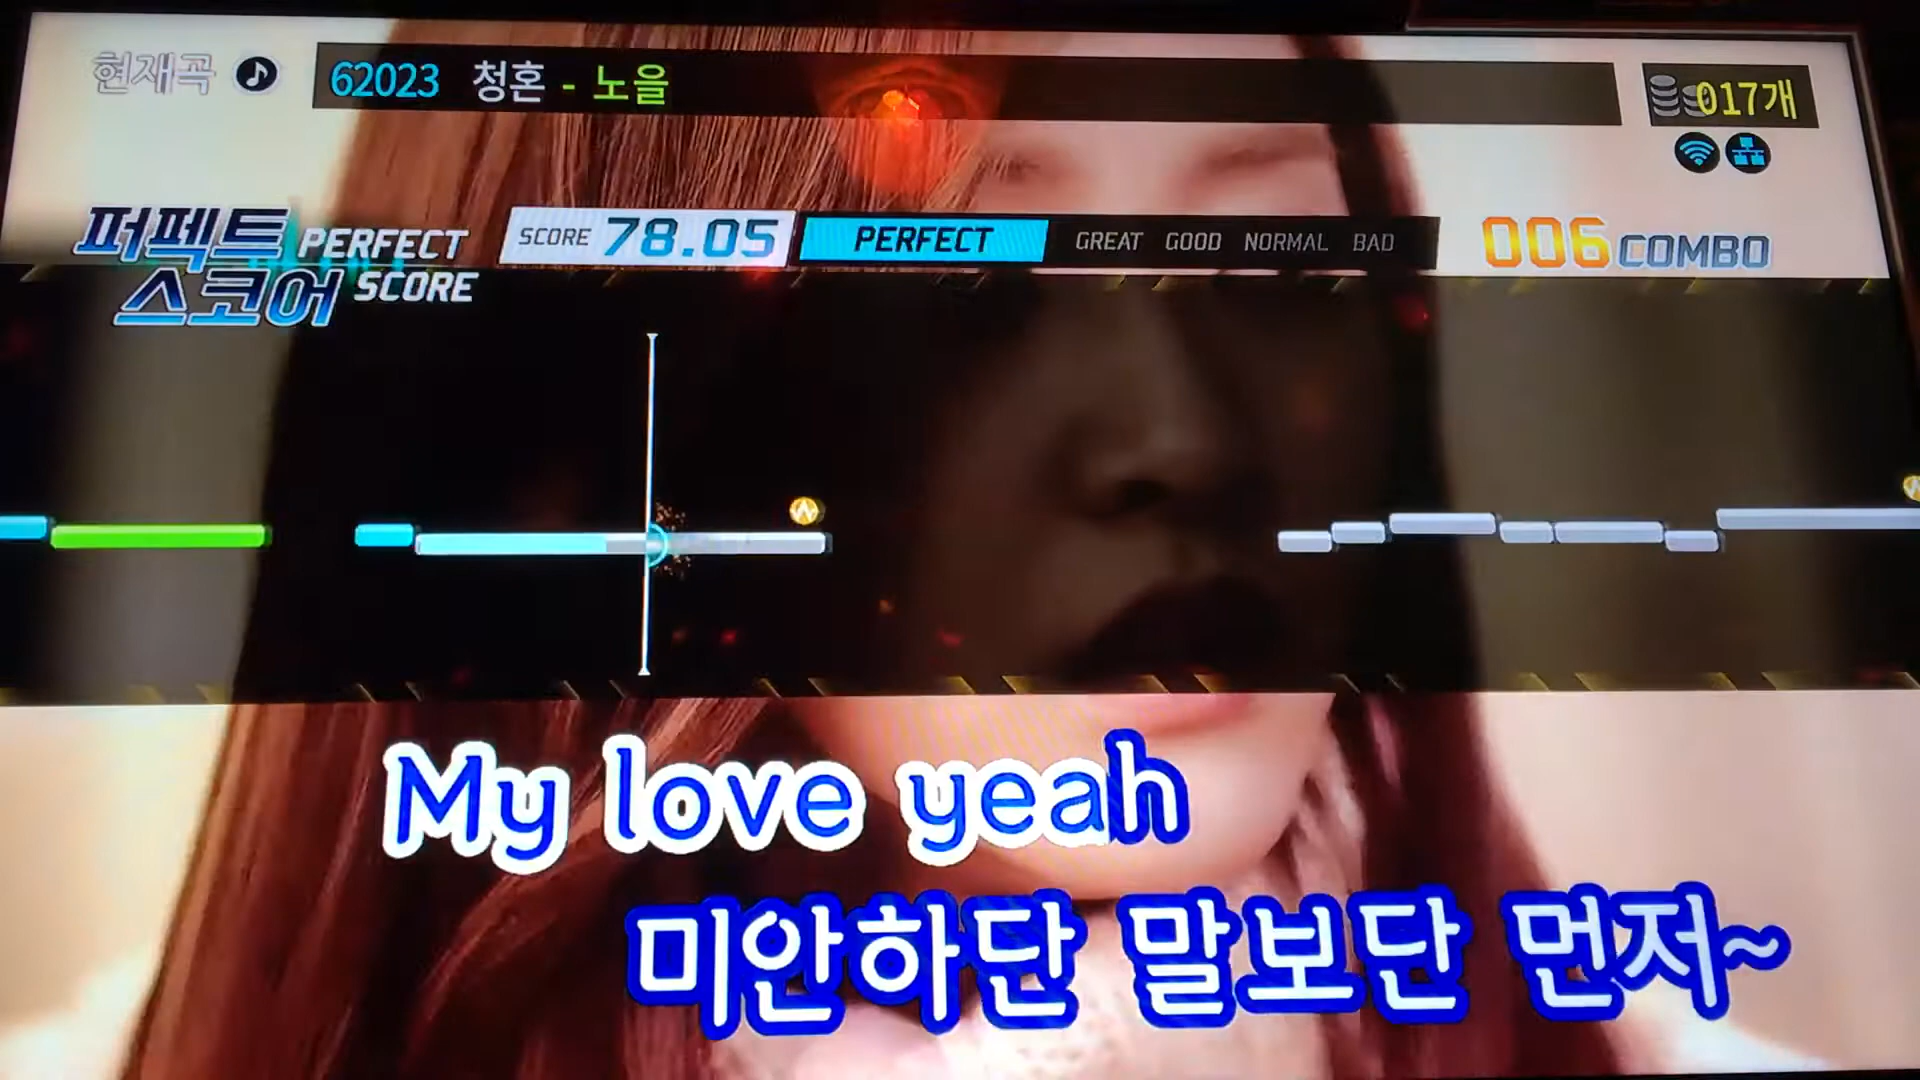 현재곡 62023 청혼 - 노을 017개
퍼펙트 스코어 PERFECT SCORE
SCORE 78.05 PERFECT GREAT GOOD NORMAL BAD 006 COMBO
My love yeah
미안하단 말보단 먼저~